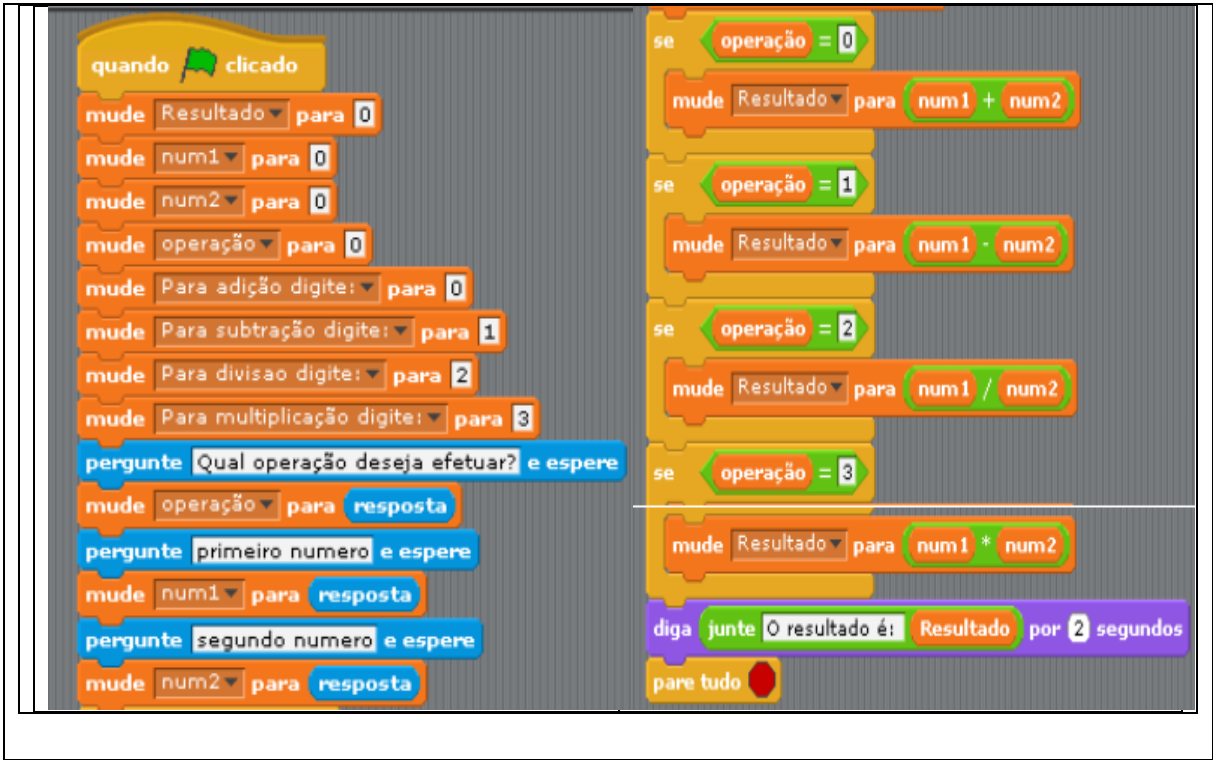 quando clicado
mude Resultado para 0
mude num1 para 0
mude num2 para 0
mude operação para 0
mude Para adição digite: para 0
mude Para subtração digite: para 1
mude Para divisao digite: para 2
mude Para multiplicação digite: para 3
pergunte Qual operação deseja efetuar? e espere
mude operação para resposta
pergunte primeiro numero e espere
mude num1 para resposta
pergunte segundo numero e espere
mude num2 para resposta
se operação = 0
mude Resultado para num1 + num2
se operação = 1
mude Resultado para num1 - num2
se operação = 2
mude Resultado para num1 / num2
se operação = 3
mude Resultado para num1 * num2
diga junte O resultado é: Resultado por 2 segundos
pare tudo